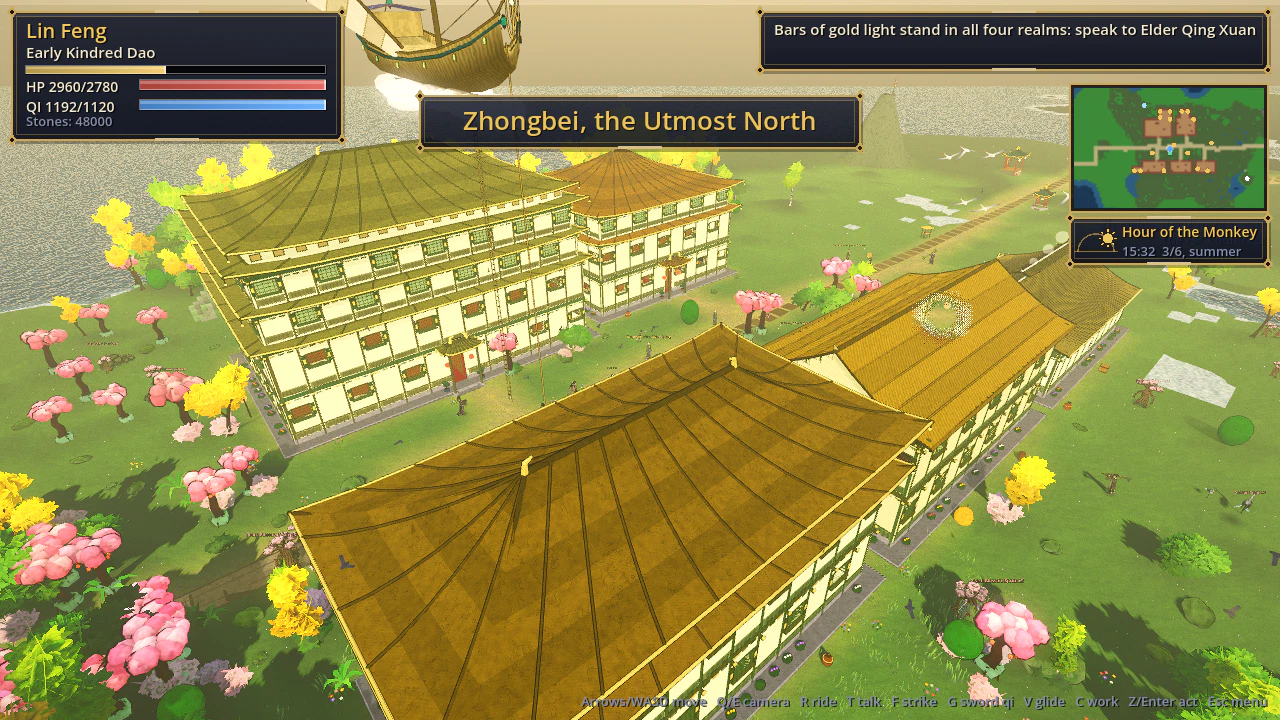 Lin Feng
Early Kindred Dao
HP 2960/2780
QI 1192/1120
Stones: 48000
Bars of gold light stand in all four realms: speak to Elder Qing Xuan
Zhongbei, the Utmost North
Hour of the Monkey
15:32 3/6, summer
Arrows/WASD move Q/E camera R ride T talk F strike G sword qi V glide C work Z/Enter act Esc menu